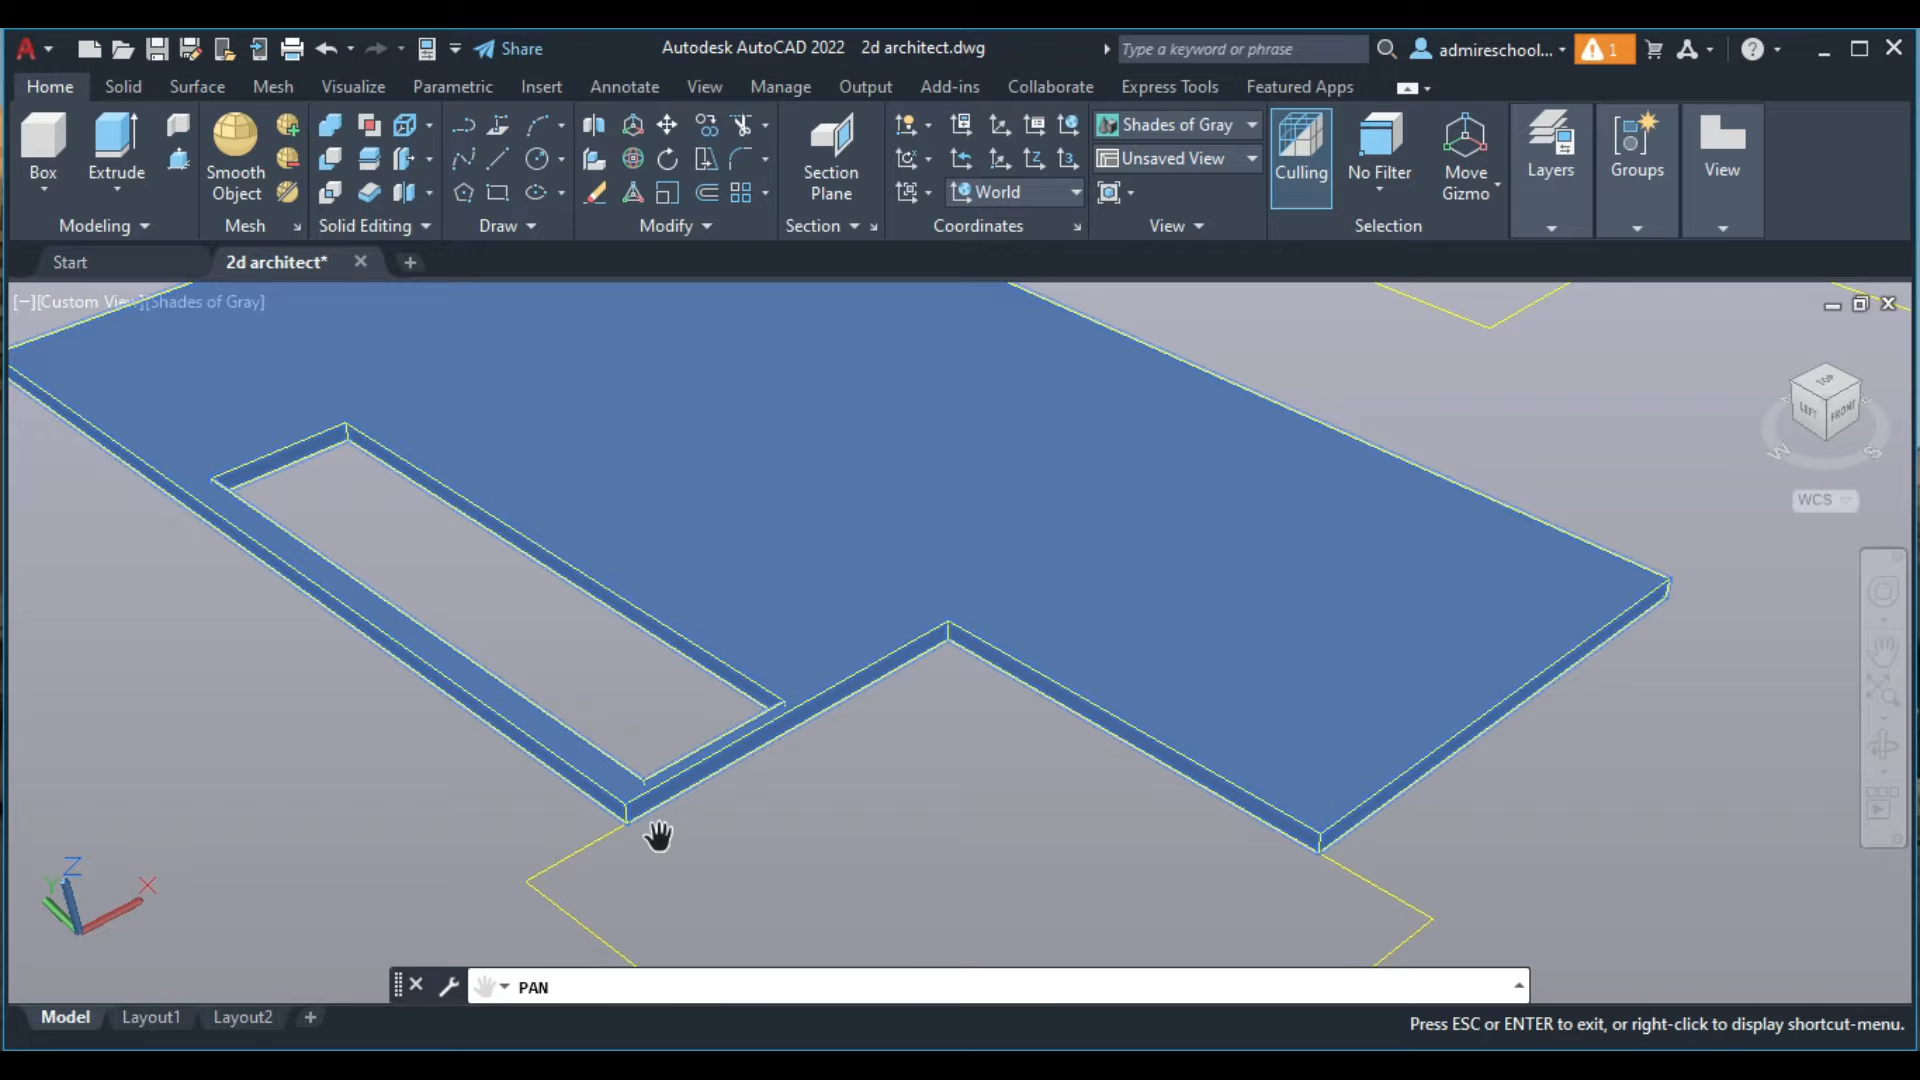 Share
Autodesk AutoCAD 2022 2d architect.dwg
Type a keyword or phrase
admireschool...
1
Home Solid Surface Mesh Visualize Parametric Insert Annotate View Manage Output Add-ins Collaborate Express Tools Featured Apps
Box
Extrude
Smooth Object
Section Plane
Shades of Gray
Unsaved View
World
Culling
No Filter
Move Gizmo
Layers
Groups
View
Modeling Mesh Solid Editing Draw Modify Section Coordinates View Selection
Start 2d architect*
[−][Custom View][Shades of Gray]
TOP
LEFT FRONT
W S
WCS
Z
Y X
PAN
Model Layout1 Layout2
Press ESC or ENTER to exit, or right-click to display shortcut-menu.